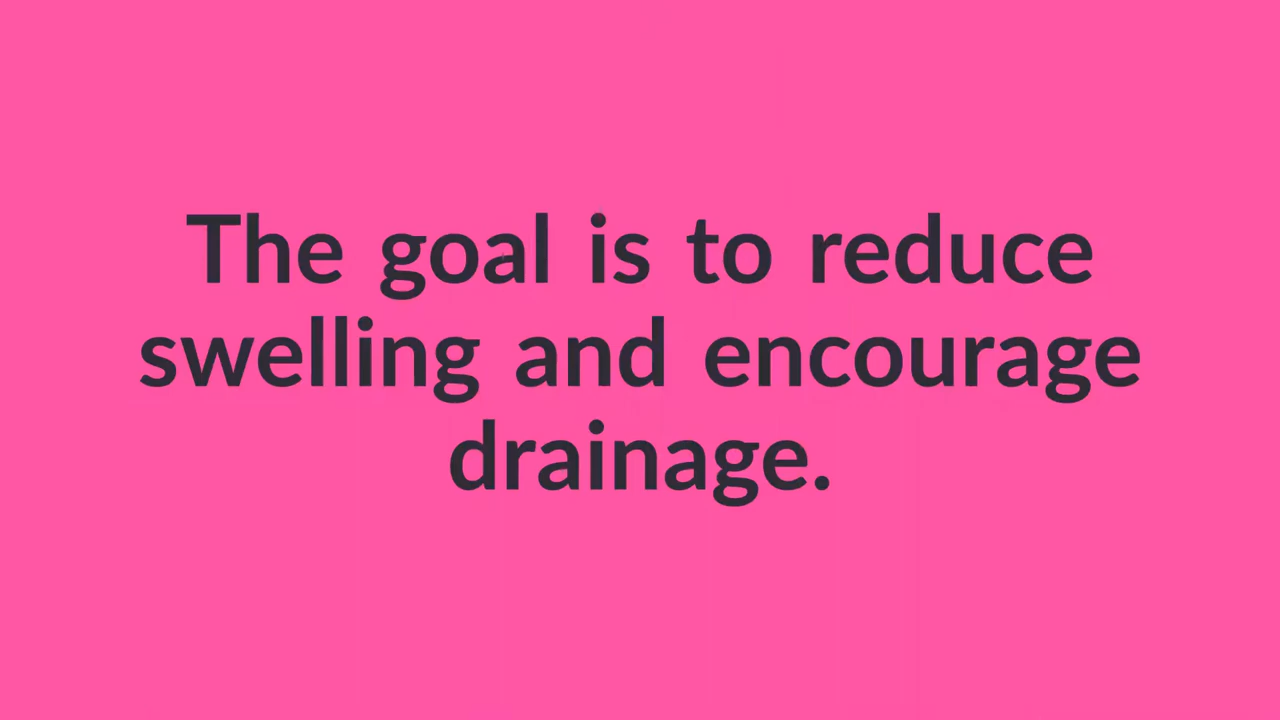 The goal is to reduce
swelling and encourage
drainage.